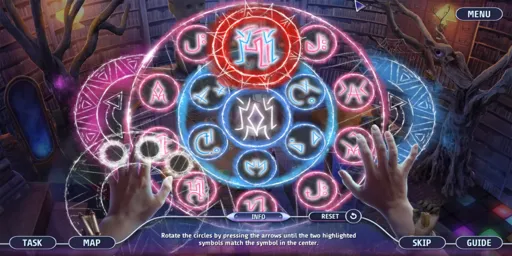 MENU
INFO
RESET
TASK
MAP
Rotate the circles by pressing the arrows until the two highlighted
symbols match the symbol in the center.
SKIP
GUIDE